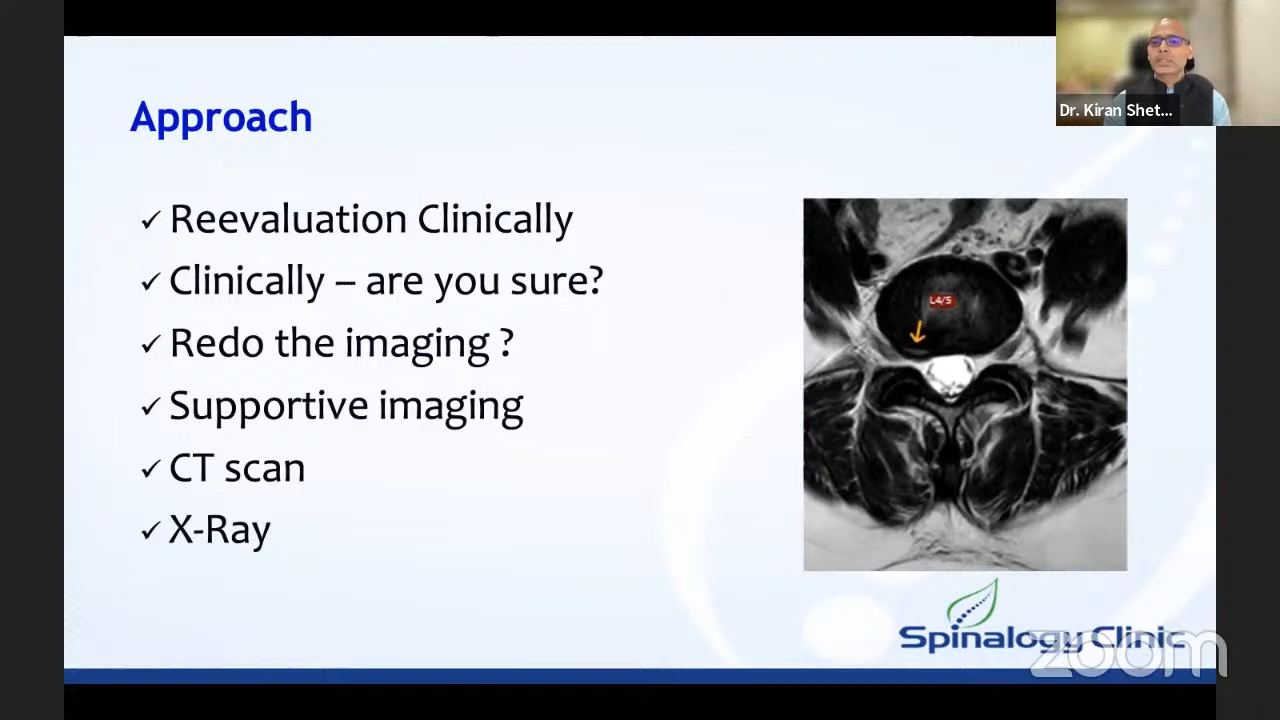 Dr. Kiran Shet...
Approach
✓ Reevaluation Clinically
✓ Clinically – are you sure?
✓ Redo the imaging ?
✓ Supportive imaging
✓ CT scan
✓ X-Ray
L4/5
Spinalogy Clinic
zoom